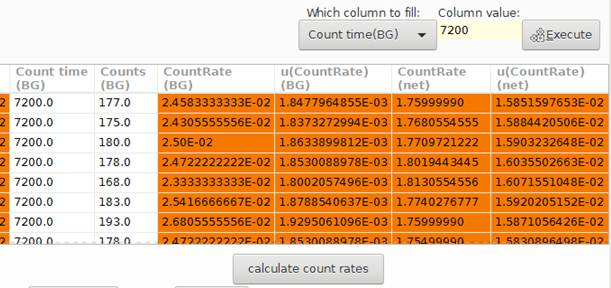 Which column to fill: Column value:
Count time(BG) 7200 Execute
Count time (BG) Counts (BG) CountRate (BG) u(CountRate) (BG) CountRate (net) u(CountRate) (net)
2 7200.0 177.0 2.4583333333E-02 1.8477964855E-03 1.75999990 1.5851597653E-02
2 7200.0 175.0 2.4305555556E-02 1.8373272994E-03 1.7680554555 1.5884420506E-02
2 7200.0 180.0 2.50E-02 1.8633899812E-03 1.7709721222 1.5903232648E-02
2 7200.0 178.0 2.4722222222E-02 1.8530088978E-03 1.8019443445 1.6035502663E-02
2 7200.0 168.0 2.3333333333E-02 1.8002057496E-03 1.8130554556 1.6071551048E-02
2 7200.0 183.0 2.5416666667E-02 1.8788540637E-03 1.7740276777 1.5920205152E-02
2 7200.0 193.0 2.6805555556E-02 1.9295061096E-03 1.75999990 1.5871056426E-02
2 7200.0 178.0 2.4722222222E-02 1.8530088978E-03 1.75499990 1.5830896498E-02
calculate count rates